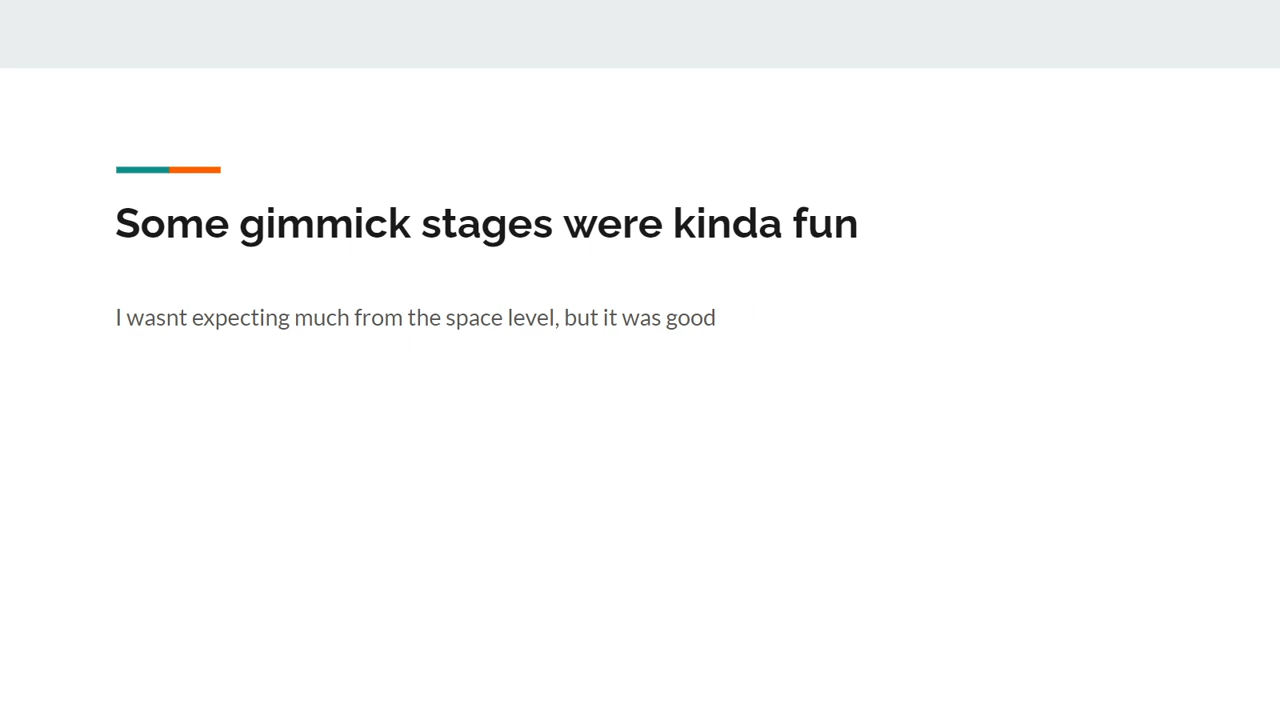 Some gimmick stages were kinda fun
I wasnt expecting much from the space level, but it was good